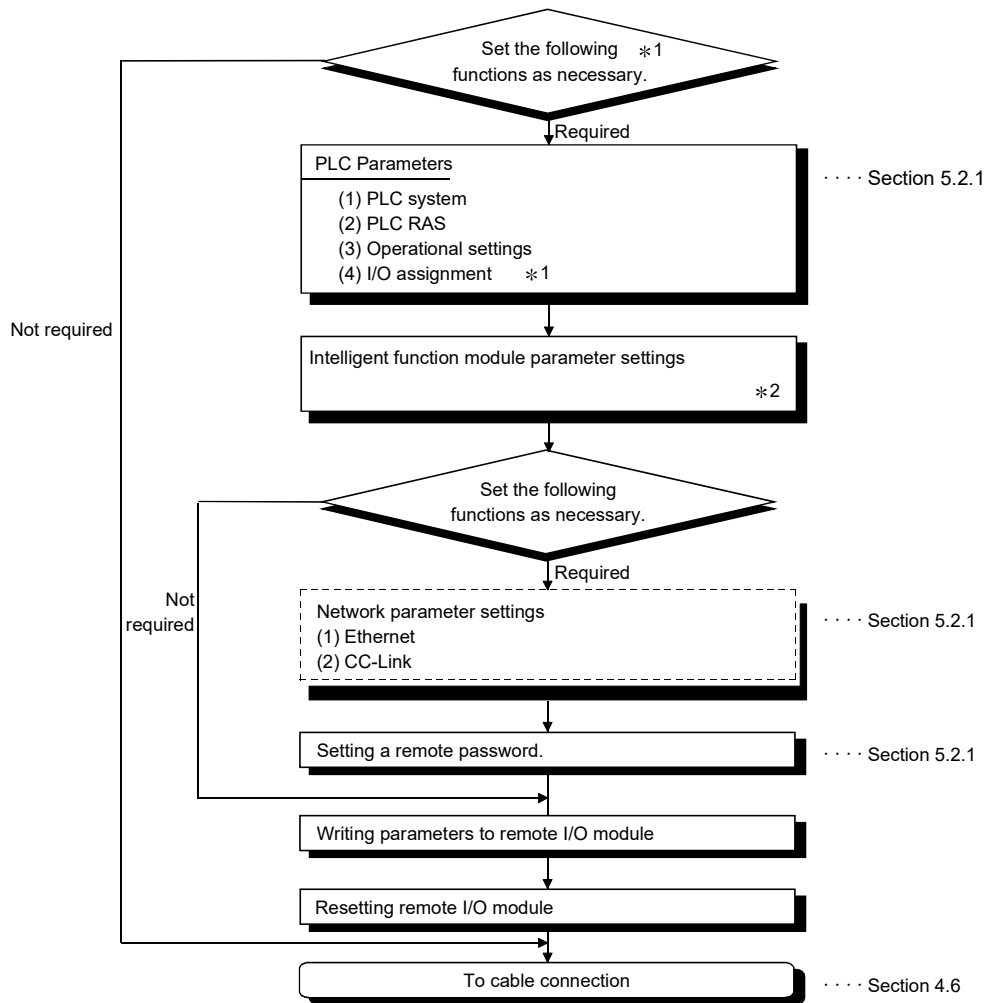 Set the following ＊1
functions as necessary.
Required
PLC Parameters
(1) PLC system
(2) PLC RAS
(3) Operational settings
(4) I/O assignment ＊1
···· Section 5.2.1
Not required
Intelligent function module parameter settings
＊2
Set the following
functions as necessary.
Required
Not
required
Network parameter settings
(1) Ethernet
(2) CC-Link
···· Section 5.2.1
Setting a remote password.
···· Section 5.2.1
Writing parameters to remote I/O module
Resetting remote I/O module
To cable connection
···· Section 4.6